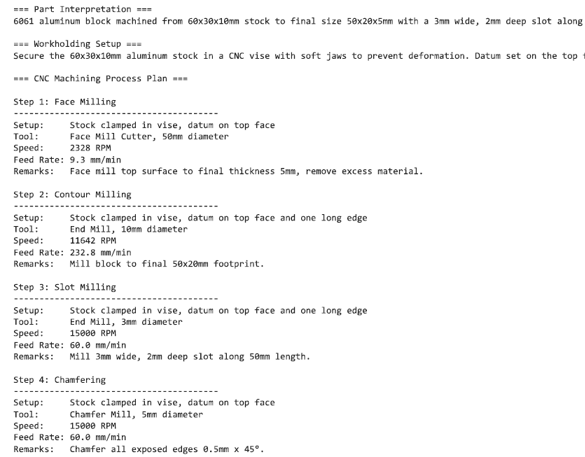 === Part Interpretation ===
6061 aluminum block machined from 60x30x10mm stock to final size 50x20x5mm with a 3mm wide, 2mm deep slot along
=== Workholding Setup ===
Secure the 60x30x10mm aluminum stock in a CNC vise with soft jaws to prevent deformation. Datum set on the top
=== CNC Machining Process Plan ===
Step 1: Face Milling
----------------------------------------
Setup: Stock clamped in vise, datum on top face
Tool: Face Mill Cutter, 50mm diameter
Speed: 2328 RPM
Feed Rate: 9.3 mm/min
Remarks: Face mill top surface to final thickness 5mm, remove excess material.
Step 2: Contour Milling
----------------------------------------
Setup: Stock clamped in vise, datum on top face and one long edge
Tool: End Mill, 10mm diameter
Speed: 11642 RPM
Feed Rate: 232.8 mm/min
Remarks: Mill block to final 50x20mm footprint.
Step 3: Slot Milling
----------------------------------------
Setup: Stock clamped in vise, datum on top face and one long edge
Tool: End Mill, 3mm diameter
Speed: 15000 RPM
Feed Rate: 60.0 mm/min
Remarks: Mill 3mm wide, 2mm deep slot along 50mm length.
Step 4: Chamfering
----------------------------------------
Setup: Stock clamped in vise, datum on top face
Tool: Chamfer Mill, 5mm diameter
Speed: 15000 RPM
Feed Rate: 60.0 mm/min
Remarks: Chamfer all exposed edges 0.5mm x 45°.